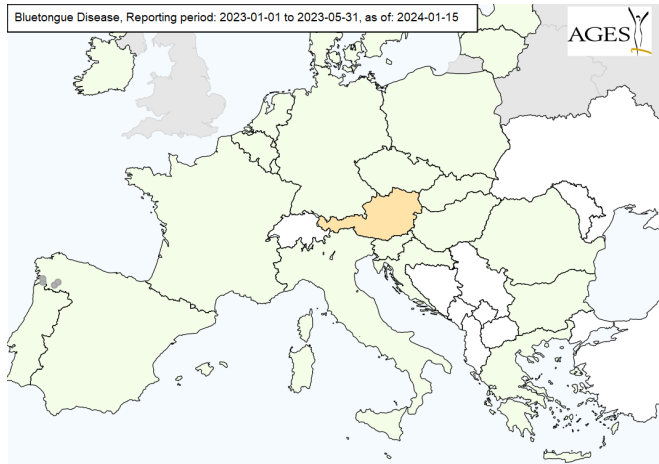 Bluetongue Disease, Reporting period: 2023-01-01 to 2023-05-31, as of: 2024-01-15
AGES